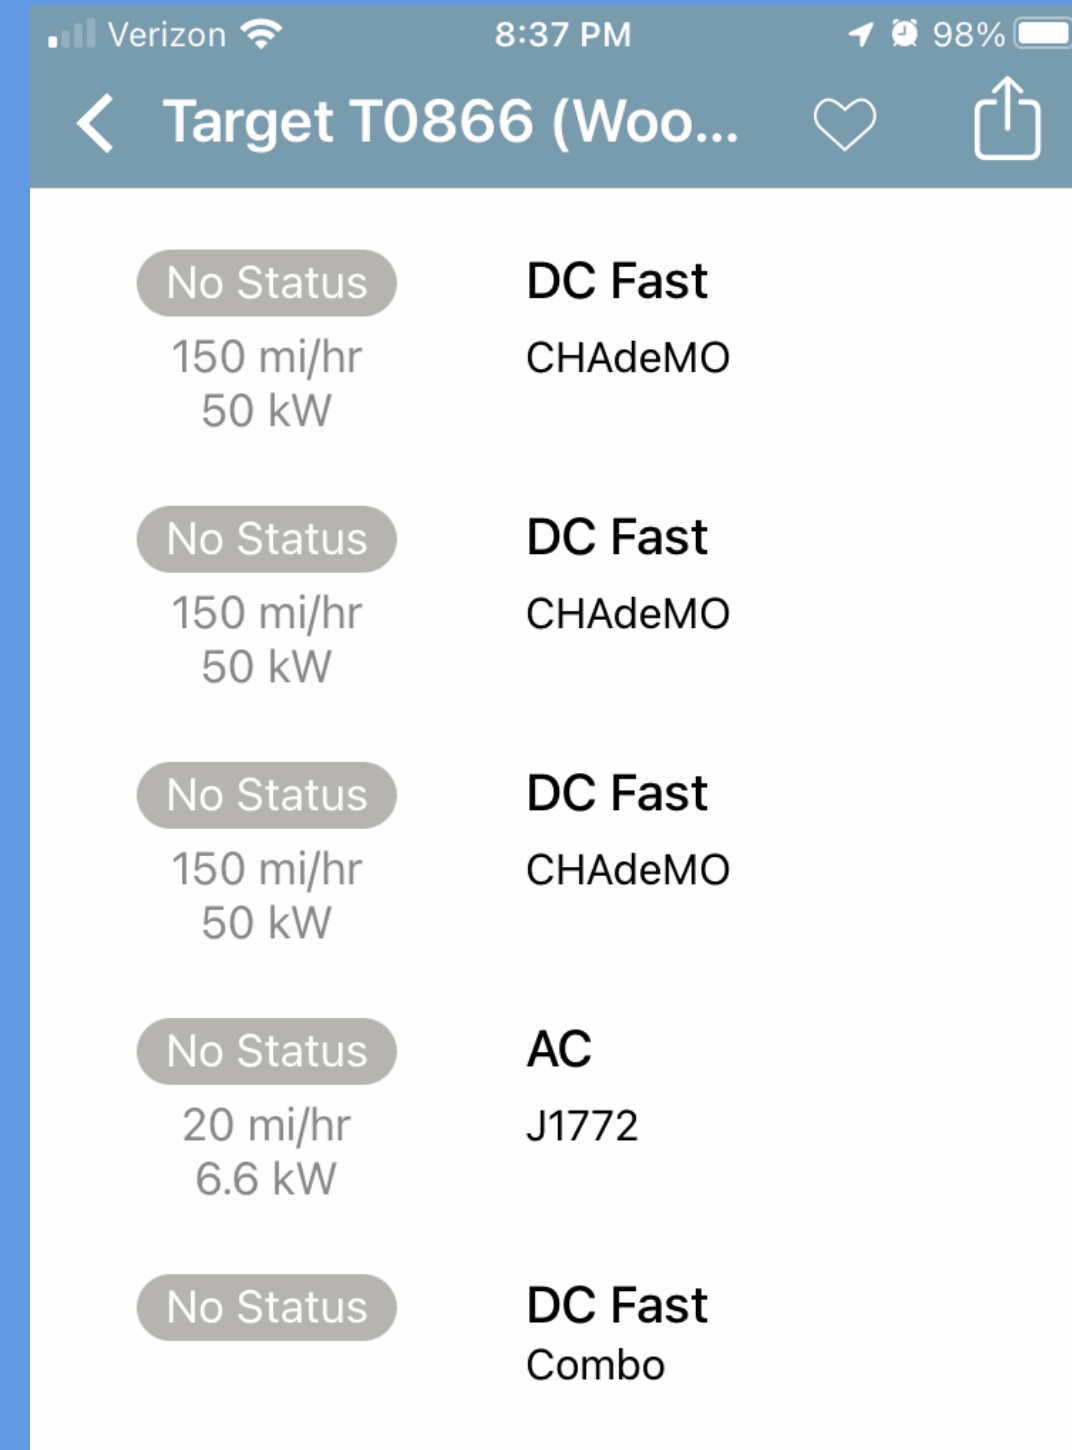 Verizon 8:37 PM 98%
Target T0866 (Woo...
No Status DC Fast
150 mi/hr CHAdeMO
50 kW
No Status DC Fast
150 mi/hr CHAdeMO
50 kW
No Status DC Fast
150 mi/hr CHAdeMO
50 kW
No Status AC
20 mi/hr J1772
6.6 kW
No Status DC Fast
Combo